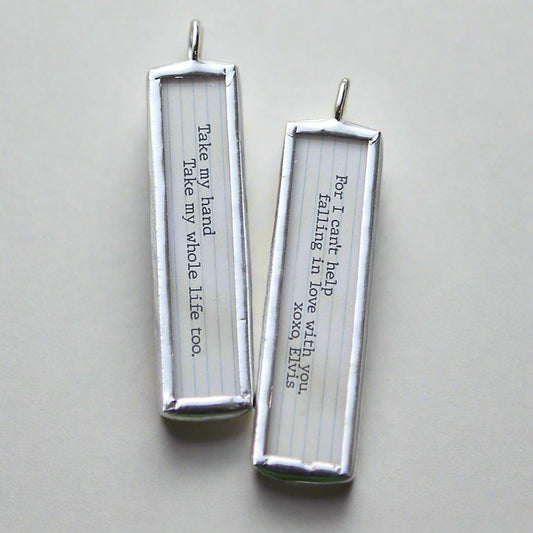 Take my hand
Take my whole life too.
For I can't help
falling in love with you.
xoxo, Elvis